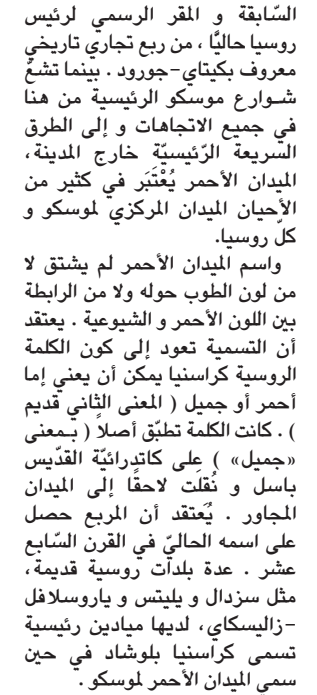 السّابقة و المقر الرسمي لرئيس
روسيا حاليًّا ، من ربع تجاري تاريخي
معروف بكيتاي-جورود . بينما تشعّ
شـوارع موسكو الرئيسية من هنا
في جميع الاتجاهات و إلى الطرق
السريعة الرّئيسيّة خارج المدينة،
الميدان الأحمر يُعْتَبَر في كثير من
الأحيان الميدان المركزي لموسكو و
كلّ روسيا.
واسم الميدان الأحمر لم يشتق لا
من لون الطوب حوله ولا من الرابطة
بين اللون الأحمر و الشيوعية . يعتقد
أن التسمية تعود إلى كون الكلمة
الروسية كراسنيا يمكن أن يعني إما
أحمر أو جميل ( المعنى الثاني قديم
) . كانت الكلمة تطبّق أصلاً ( بـمعنى
«جميل» ) على كاتدرائيّة القدّيس
باسل و نُقلَت لاحقًا إلى الميدان
المجاور . يُعتقد أن المربع حصل
على اسمه الحاليّ في القرن السّابع
عشر . عدة بلدات روسية قديمة،
مثل سزدال و يليتس و ياروسلافل
-زاليسكاي، لديها ميادين رئيسية
تسمى كراسنيا بلوشاد في حين
سمي الميدان الأحمر لموسكو .